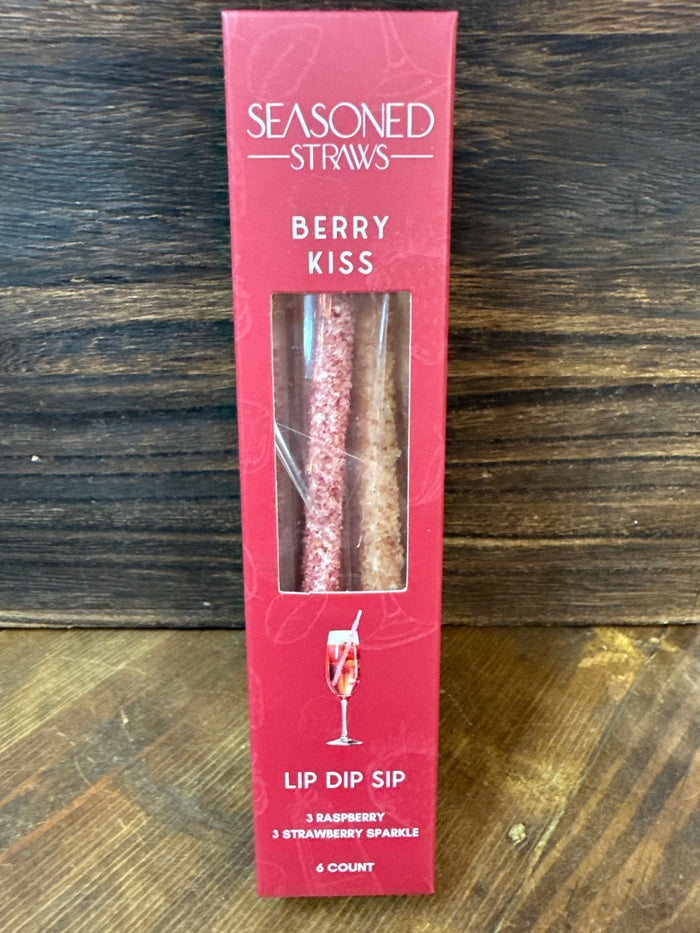 SEASONED
STRAWS
BERRY
KISS
LIP DIP SIP
3 RASPBERRY
3 STRAWBERRY SPARKLE
6 COUNT